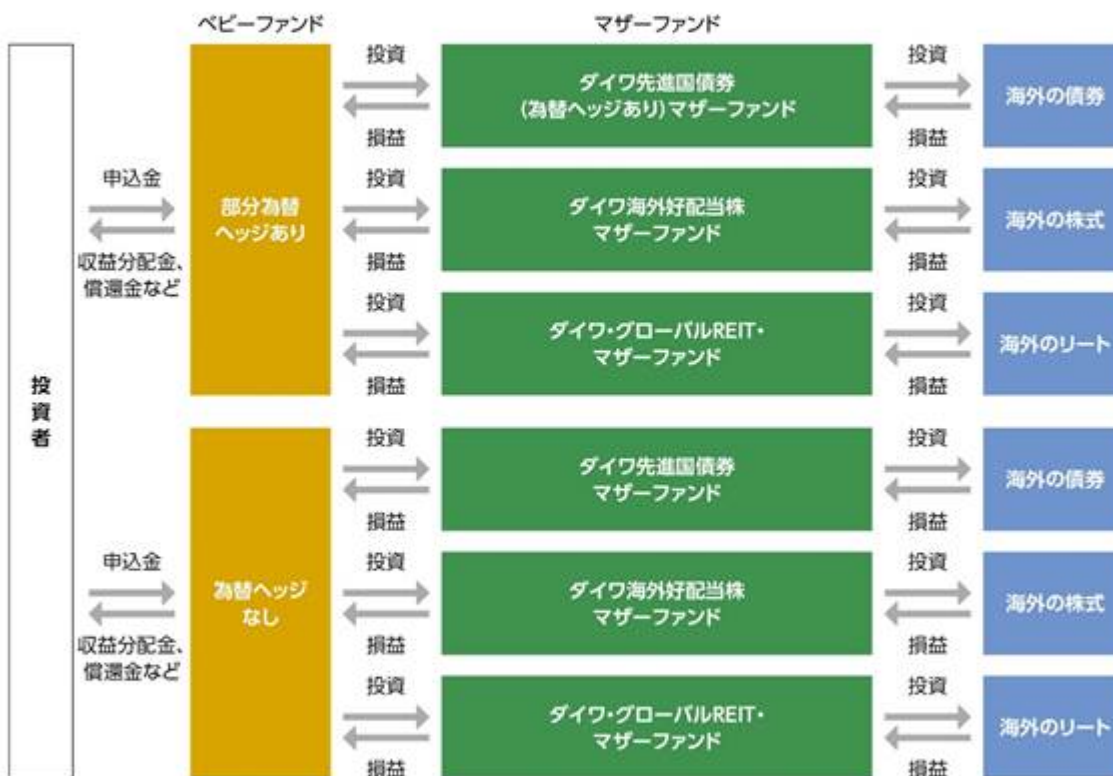 ベビーファンド
マザーファンド
投資者
申込金
収益分配金、
償還金など
部分為替
ヘッジあり
投資
損益
ダイワ先進国債券
(為替ヘッジあり)マザーファンド
投資
損益
海外の債券
投資
損益
ダイワ海外好配当株
マザーファンド
投資
損益
海外の株式
投資
損益
ダイワ・グローバルREIT・
マザーファンド
投資
損益
海外のリート
申込金
収益分配金、
償還金など
為替ヘッジ
なし
投資
損益
ダイワ先進国債券
マザーファンド
投資
損益
海外の債券
投資
損益
ダイワ海外好配当株
マザーファンド
投資
損益
海外の株式
投資
損益
ダイワ・グローバルREIT・
マザーファンド
投資
損益
海外のリート